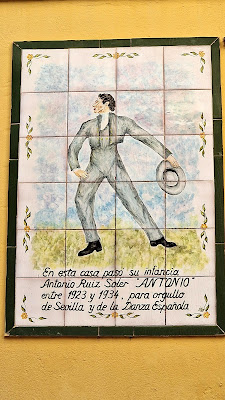 En esta casa pasó su infancia
Antonio Ruiz Soler "ANTONIO"
entre 1923 y 1934, para orgullo
de Sevilla y de la Danza Española